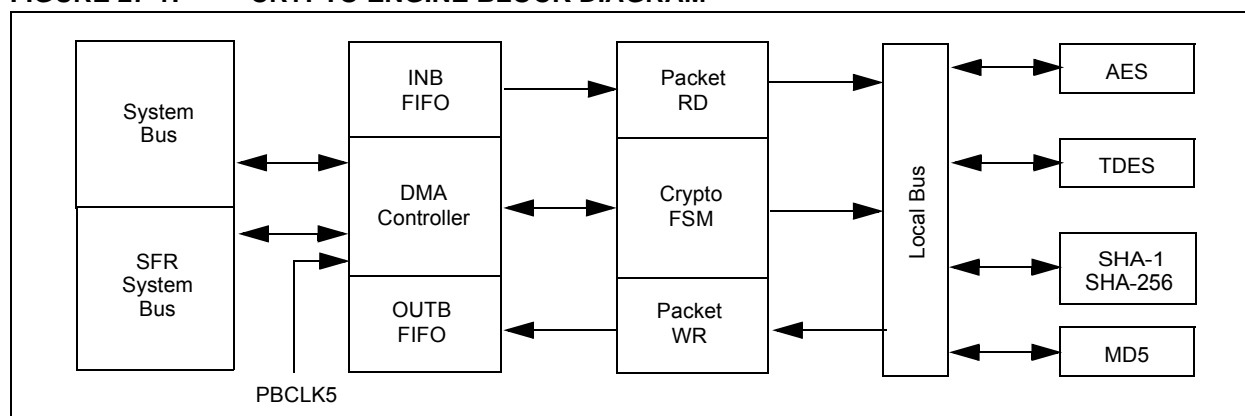 System
Bus
SFR
System
Bus
INB
FIFO
DMA
Controller
OUTB
FIFO
PBCLK5
Packet
RD
Crypto
FSM
Packet
WR
Local Bus
AES
TDES
SHA-1
SHA-256
MD5